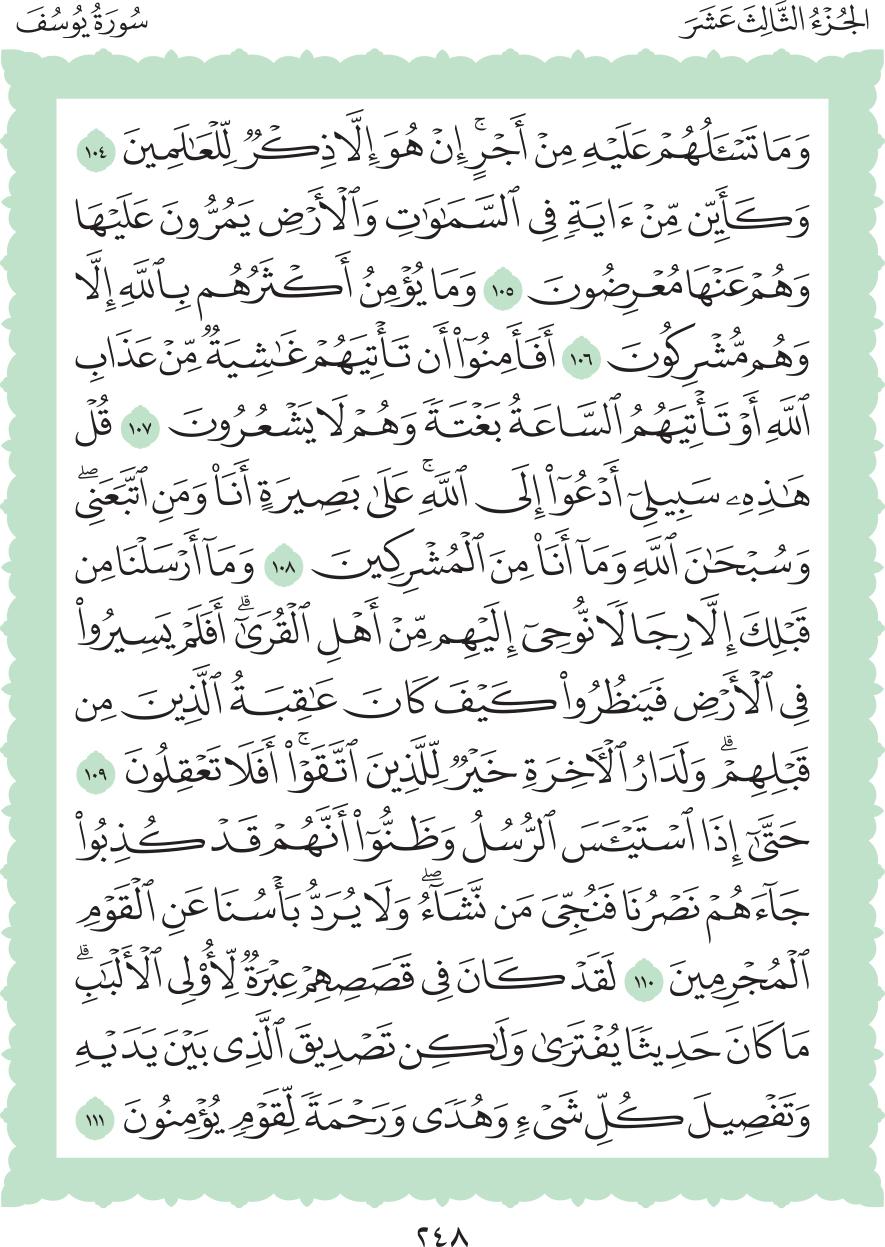 الجُزْءُ الثَّالِثَ عَشَرَ
سُورَةُ يُوسُفَ
وَمَا تَسْـَٔلُهُمْ عَلَيْهِ مِنْ أَجْرٍۚ إِنْ هُوَ إِلَّا ذِكْرٌ لِّلْعَٰلَمِينَ ١٠٤
وَكَأَيِّن مِّنْ ءَايَةٍ فِى ٱلسَّمَٰوَٰتِ وَٱلْأَرْضِ يَمُرُّونَ عَلَيْهَا
وَهُمْ عَنْهَا مُعْرِضُونَ ١٠٥ وَمَا يُؤْمِنُ أَكْثَرُهُم بِٱللَّهِ إِلَّا
وَهُم مُّشْرِكُونَ ١٠٦ أَفَأَمِنُوٓا۟ أَن تَأْتِيَهُمْ غَٰشِيَةٌ مِّنْ عَذَابِ
ٱللَّهِ أَوْ تَأْتِيَهُمُ ٱلسَّاعَةُ بَغْتَةً وَهُمْ لَا يَشْعُرُونَ ١٠٧ قُلْ
هَٰذِهِۦ سَبِيلِىٓ أَدْعُوٓا۟ إِلَى ٱللَّهِۚ عَلَىٰ بَصِيرَةٍ أَنَا۠ وَمَنِ ٱتَّبَعَنِىۖ
وَسُبْحَٰنَ ٱللَّهِ وَمَآ أَنَا۠ مِنَ ٱلْمُشْرِكِينَ ١٠٨ وَمَآ أَرْسَلْنَا مِن
قَبْلِكَ إِلَّا رِجَالًا نُّوحِىٓ إِلَيْهِم مِّنْ أَهْلِ ٱلْقُرَىٰٓۗ أَفَلَمْ يَسِيرُوا۟
فِى ٱلْأَرْضِ فَيَنظُرُوا۟ كَيْفَ كَانَ عَٰقِبَةُ ٱلَّذِينَ مِن
قَبْلِهِمْۗ وَلَدَارُ ٱلْـَٔاخِرَةِ خَيْرٌ لِّلَّذِينَ ٱتَّقَوْا۟ۚ أَفَلَا تَعْقِلُونَ ١٠٩
حَتَّىٰٓ إِذَا ٱسْتَيْـَٔسَ ٱلرُّسُلُ وَظَنُّوٓا۟ أَنَّهُمْ قَدْ كُذِبُوا۟
جَآءَهُمْ نَصْرُنَا فَنُجِّىَ مَن نَّشَآءُۖ وَلَا يُرَدُّ بَأْسُنَا عَنِ ٱلْقَوْمِ
ٱلْمُجْرِمِينَ ١١٠ لَقَدْ كَانَ فِى قَصَصِهِمْ عِبْرَةٌ لِّأُو۟لِى ٱلْأَلْبَٰبِۗ
مَا كَانَ حَدِيثًا يُفْتَرَىٰ وَلَٰكِن تَصْدِيقَ ٱلَّذِى بَيْنَ يَدَيْهِ
وَتَفْصِيلَ كُلِّ شَىْءٍ وَهُدًى وَرَحْمَةً لِّقَوْمٍ يُؤْمِنُونَ ١١١
٢٤٨